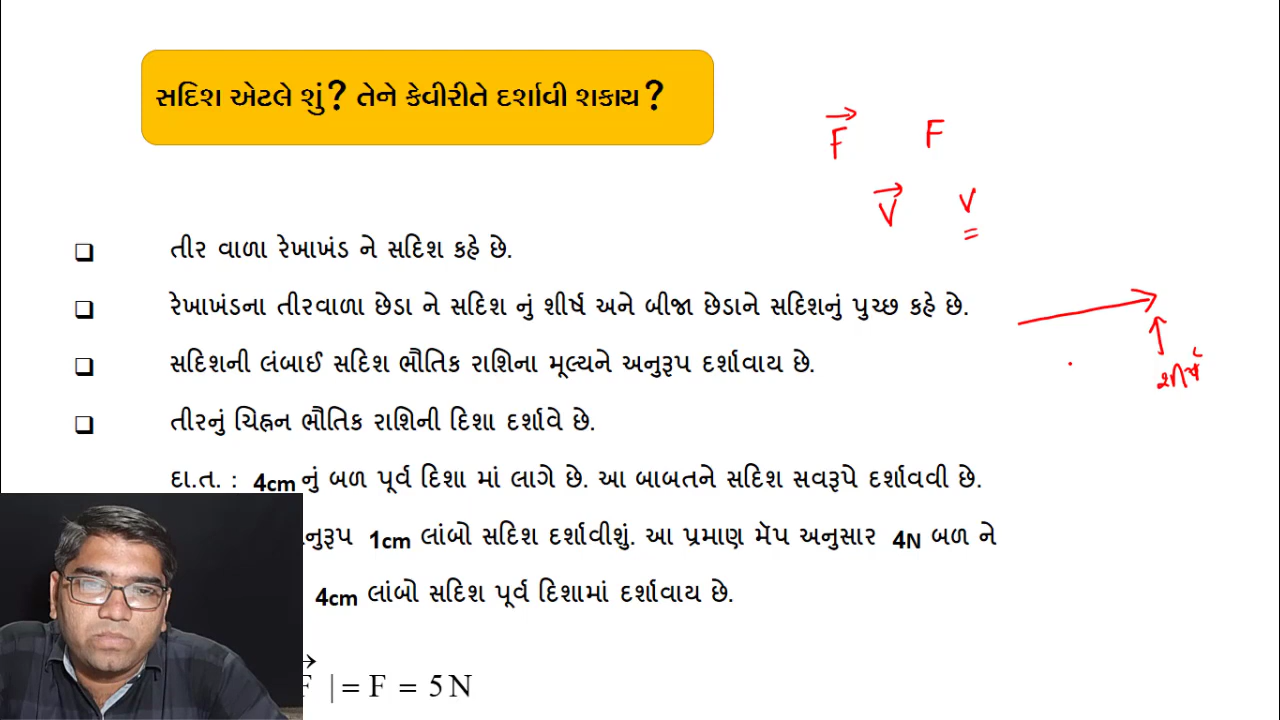 સદિશ એટલે શું? તેને કેવીરીતે દર્શાવી શકાય?
F F
V V
❑ તીર વાળા રેખાખંડ ને સદિશ કહે છે.
❑ રેખાખંડના તીરવાળા છેડા ને સદિશ નું શીર્ષ અને બીજા છેડાને સદિશનું પુચ્છ કહે છે.
❑ સદિશની લંબાઈ સદિશ ભૌતિક રાશિના મૂલ્યને અનુરૂપ દર્શાવાય છે.
શીર્ષ
❑ તીરનું ચિહ્નન ભૌતિક રાશિની દિશા દર્શાવે છે.
દા.ત. : 4cm નું બળ પૂર્વ દિશા માં લાગે છે. આ બાબતને સદિશ સવરૂપે દર્શાવવી છે.
1cm લાંબો સદિશ દર્શાવીશું. આ પ્રમાણ મૅપ અનુસાર 4N બળ ને
4cm લાંબો સદિશ પૂર્વ દિશામાં દર્શાવાય છે.
F | = F = 5 N